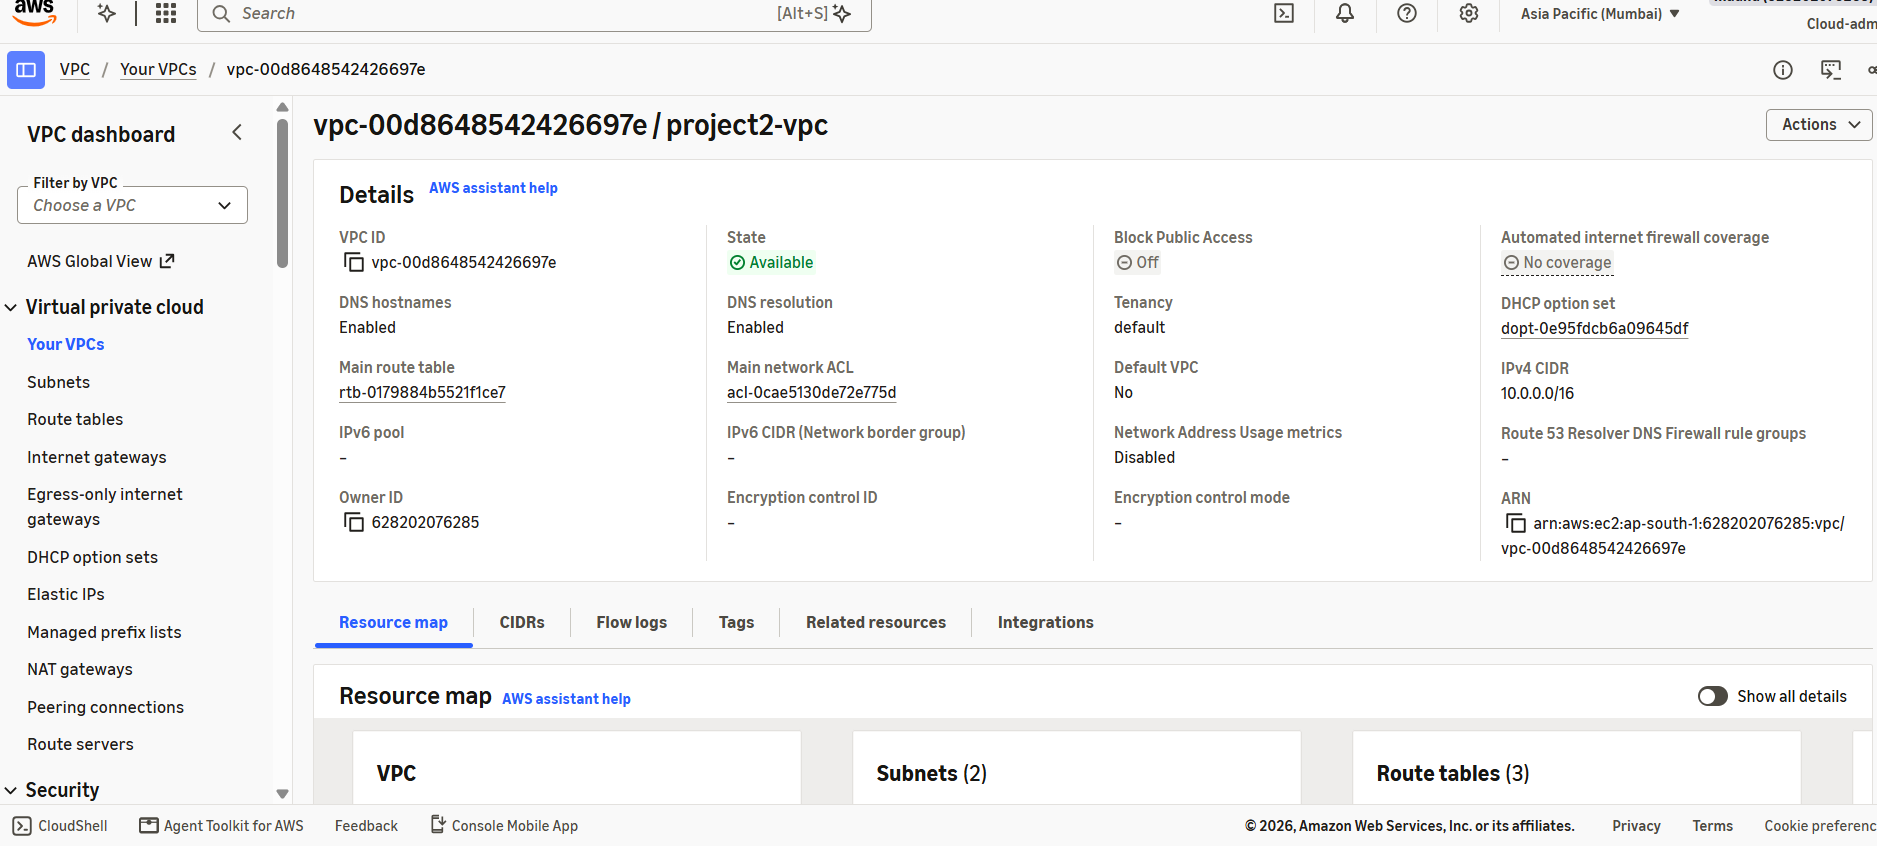 aws
Search
[Alt+S]
Asia Pacific (Mumbai)
Cloud-adm
VPC / Your VPCs / vpc-00d8648542426697e
VPC dashboard
Filter by VPC
Choose a VPC
AWS Global View
Virtual private cloud
Your VPCs
Subnets
Route tables
Internet gateways
Egress-only internet
gateways
DHCP option sets
Elastic IPs
Managed prefix lists
NAT gateways
Peering connections
Route servers
Security
vpc-00d8648542426697e / project2-vpc
Actions
Details
AWS assistant help
VPC ID
vpc-00d8648542426697e
State
Available
Block Public Access
Off
Automated internet firewall coverage
No coverage
DNS hostnames
Enabled
DNS resolution
Enabled
Tenancy
default
DHCP option set
dopt-0e95fdcb6a09645df
Main route table
rtb-0179884b5521f1ce7
Main network ACL
acl-0cae5130de72e775d
Default VPC
No
IPv4 CIDR
10.0.0.0/16
IPv6 pool
–
IPv6 CIDR (Network border group)
–
Network Address Usage metrics
Disabled
Route 53 Resolver DNS Firewall rule groups
–
Owner ID
628202076285
Encryption control ID
–
Encryption control mode
–
ARN
arn:aws:ec2:ap-south-1:628202076285:vpc/
vpc-00d8648542426697e
Resource map
CIDRs
Flow logs
Tags
Related resources
Integrations
Resource map
AWS assistant help
Show all details
VPC
Subnets (2)
Route tables (3)
CloudShell
Agent Toolkit for AWS
Feedback
Console Mobile App
© 2026, Amazon Web Services, Inc. or its affiliates.
Privacy
Terms
Cookie preferenc